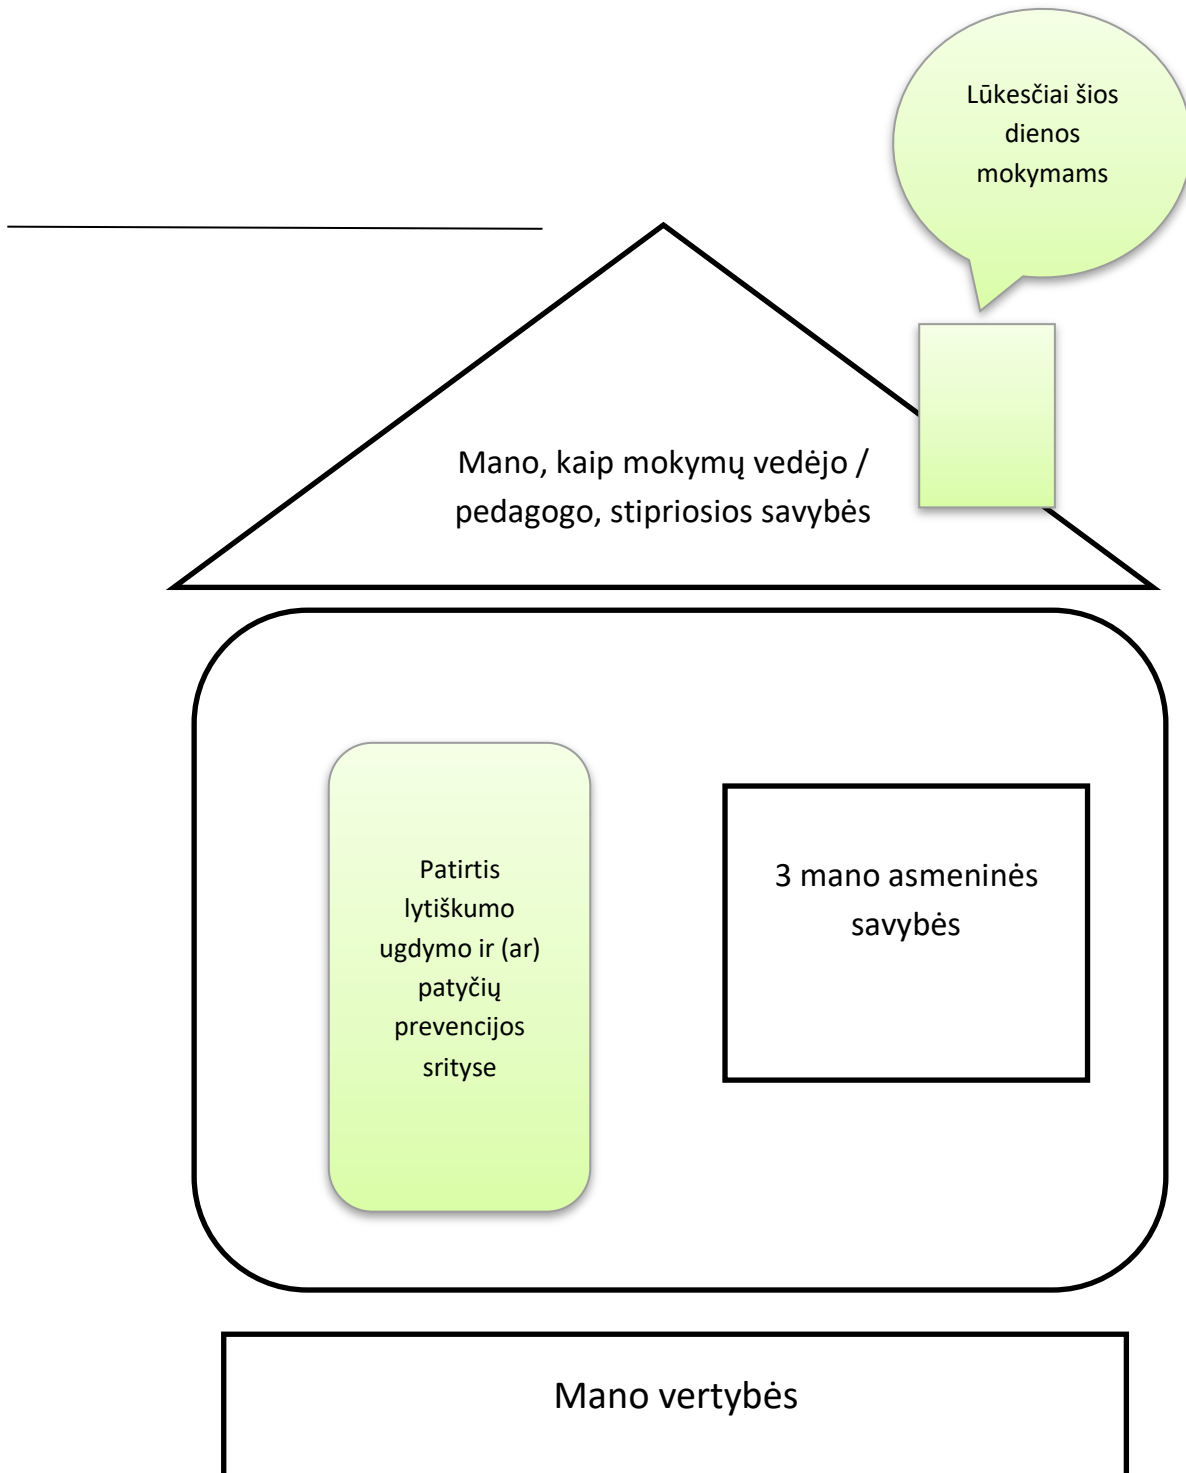 Lūkesčiai šios
dienos
mokymams
Mano, kaip mokymų vedėjo /
pedagogo, stipriosios savybės
Patirtis
lytiškumo
ugdymo ir (ar)
patyčių
prevencijos
srityse
3 mano asmeninės
savybės
Mano vertybės